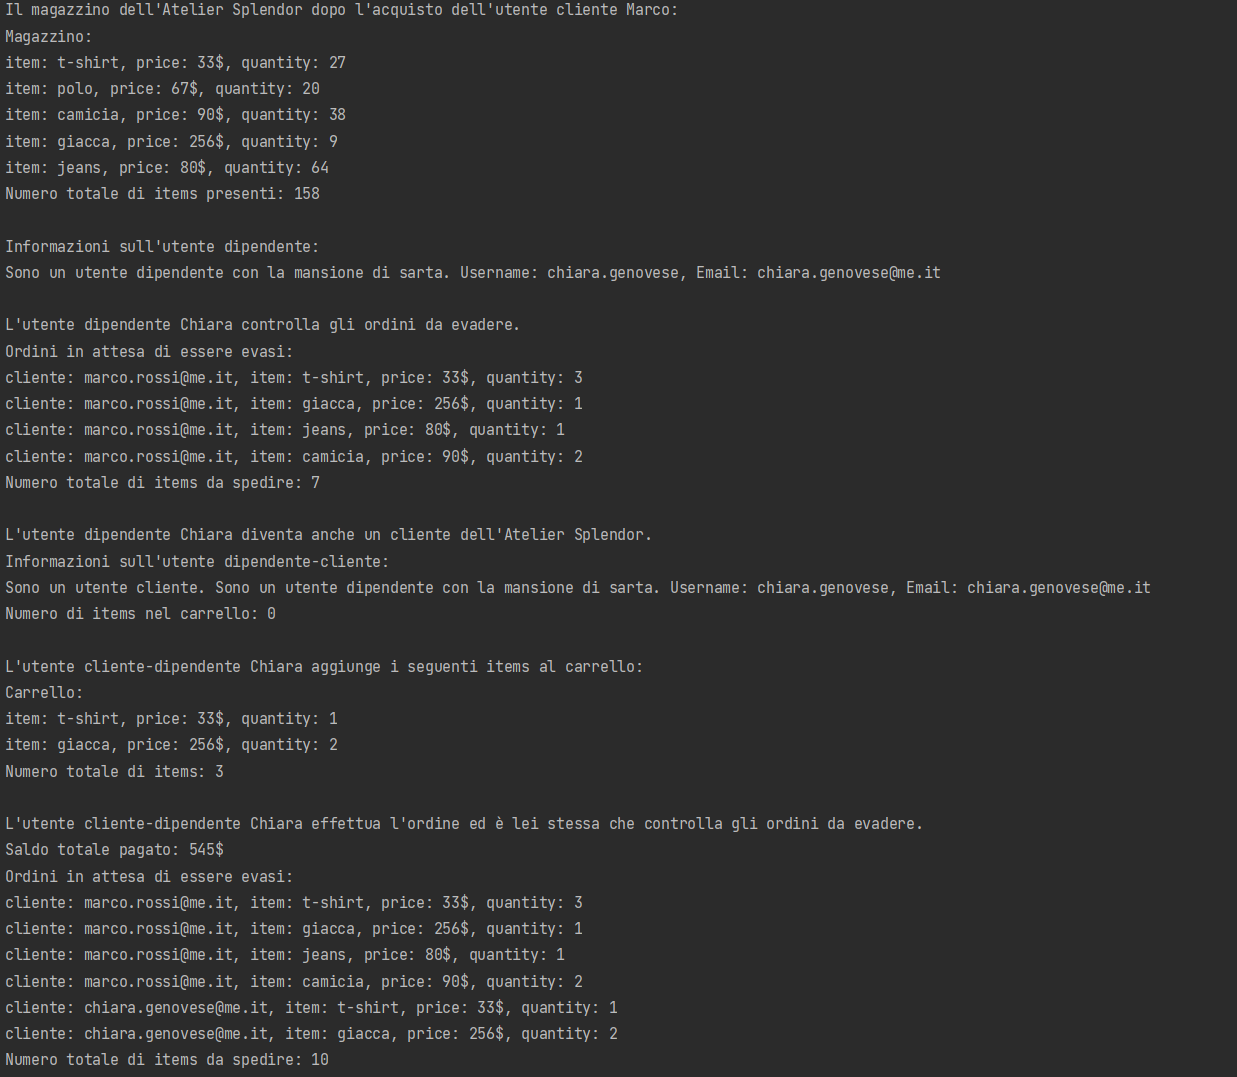 Il magazzino dell'Atelier Splendor dopo l'acquisto dell'utente cliente Marco:
Magazzino:
item: t-shirt, price: 33$, quantity: 27
item: polo, price: 67$, quantity: 20
item: camicia, price: 90$, quantity: 38
item: giacca, price: 256$, quantity: 9
item: jeans, price: 80$, quantity: 64
Numero totale di items presenti: 158
Informazioni sull'utente dipendente:
Sono un utente dipendente con la mansione di sarta. Username: chiara.genovese, Email: chiara.genovese@me.it
L'utente dipendente Chiara controlla gli ordini da evadere.
Ordini in attesa di essere evasi:
cliente: marco.rossi@me.it, item: t-shirt, price: 33$, quantity: 3
cliente: marco.rossi@me.it, item: giacca, price: 256$, quantity: 1
cliente: marco.rossi@me.it, item: jeans, price: 80$, quantity: 1
cliente: marco.rossi@me.it, item: camicia, price: 90$, quantity: 2
Numero totale di items da spedire: 7
L'utente dipendente Chiara diventa anche un cliente dell'Atelier Splendor.
Informazioni sull'utente dipendente-cliente:
Sono un utente cliente. Sono un utente dipendente con la mansione di sarta. Username: chiara.genovese, Email: chiara.genovese@me.it
Numero di items nel carrello: 0
L'utente cliente-dipendente Chiara aggiunge i seguenti items al carrello:
Carrello:
item: t-shirt, price: 33$, quantity: 1
item: giacca, price: 256$, quantity: 2
Numero totale di items: 3
L'utente cliente-dipendente Chiara effettua l'ordine ed è lei stessa che controlla gli ordini da evadere.
Saldo totale pagato: 545$
Ordini in attesa di essere evasi:
cliente: marco.rossi@me.it, item: t-shirt, price: 33$, quantity: 3
cliente: marco.rossi@me.it, item: giacca, price: 256$, quantity: 1
cliente: marco.rossi@me.it, item: jeans, price: 80$, quantity: 1
cliente: marco.rossi@me.it, item: camicia, price: 90$, quantity: 2
cliente: chiara.genovese@me.it, item: t-shirt, price: 33$, quantity: 1
cliente: chiara.genovese@me.it, item: giacca, price: 256$, quantity: 2
Numero totale di items da spedire: 10